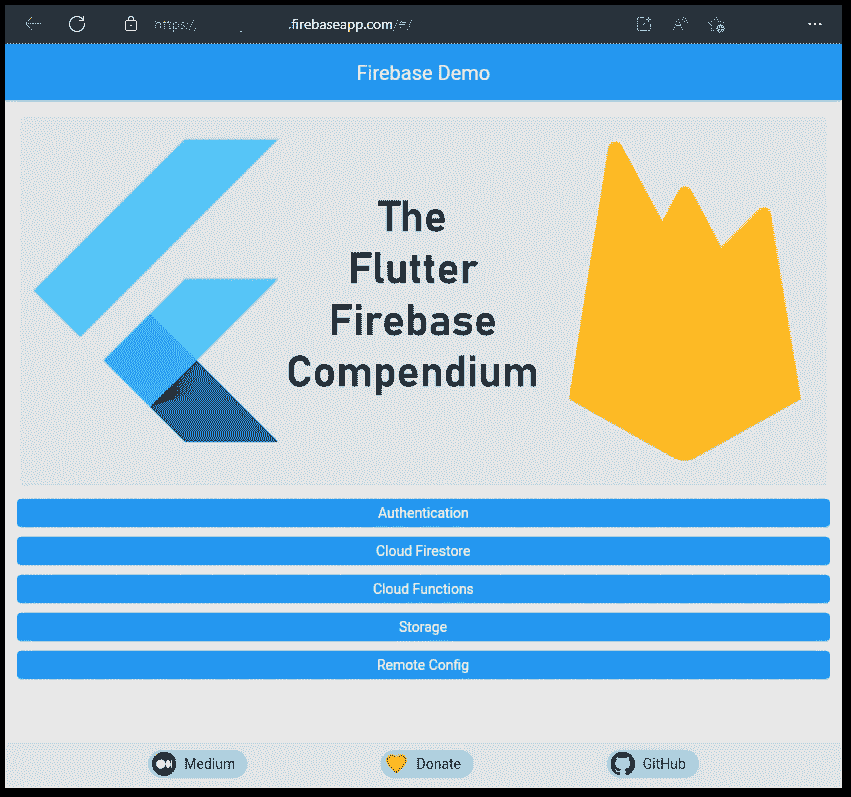 https:/ .firebaseapp.com/#/
Firebase Demo
The
Flutter
Firebase
Compendium
Authentication
Cloud Firestore
Cloud Functions
Storage
Remote Config
Medium
Donate
GitHub